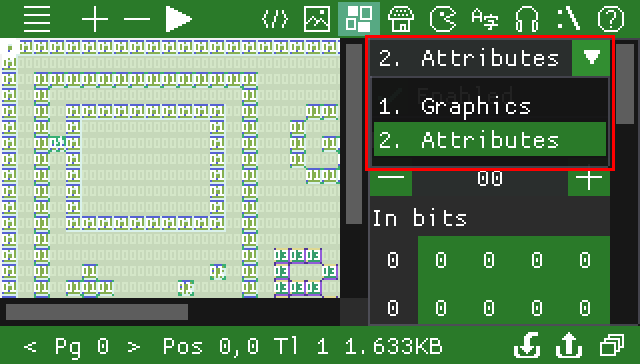 2. Attributes
Enabled
1. Graphics
2. Attributes
00
In bits
0 0 0 0 0
0 0 0 0 0
< Pg 0 > Pos 0,0 Tl 1 1.633KB